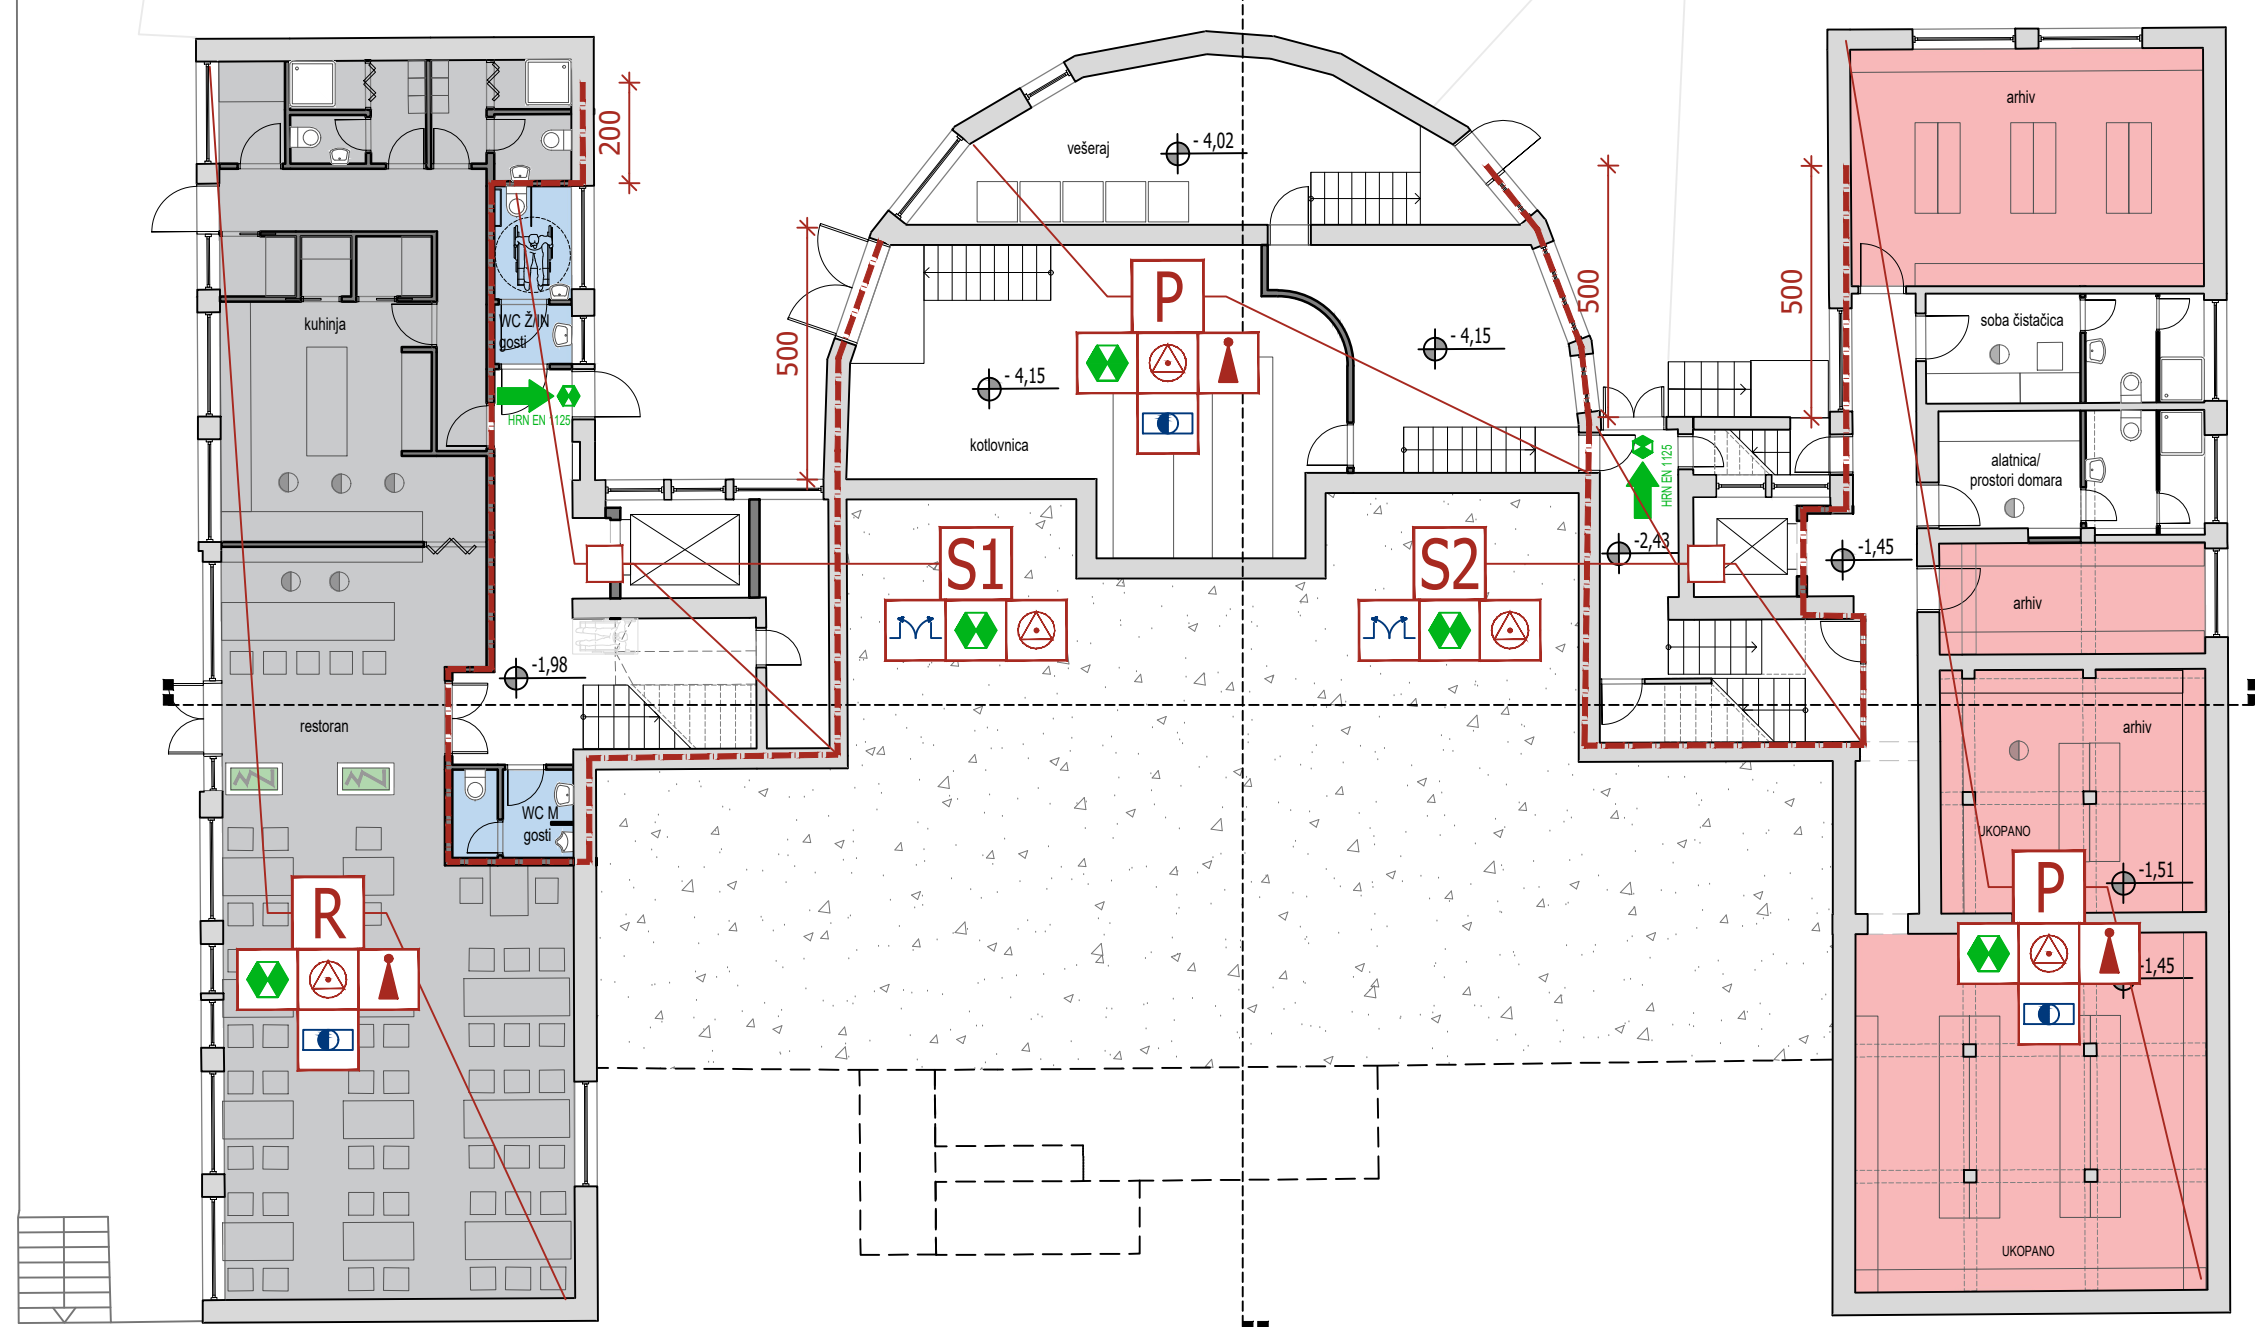 arhiv
200
vešeraj
- 4,02
500
500
500
kuhinja
WC Ž/IN
gosti
P
- 4,15
- 4,15
soba čistačica
HRN EN 1125
kotlovnica
HRN EN 1125
alatnica/
prostori domara
S1
S2
-2,43
-1,45
arhiv
-1,98
restoran
arhiv
WC M
gosti
UKOPANO
-1,51
R
P
-1,45
UKOPANO